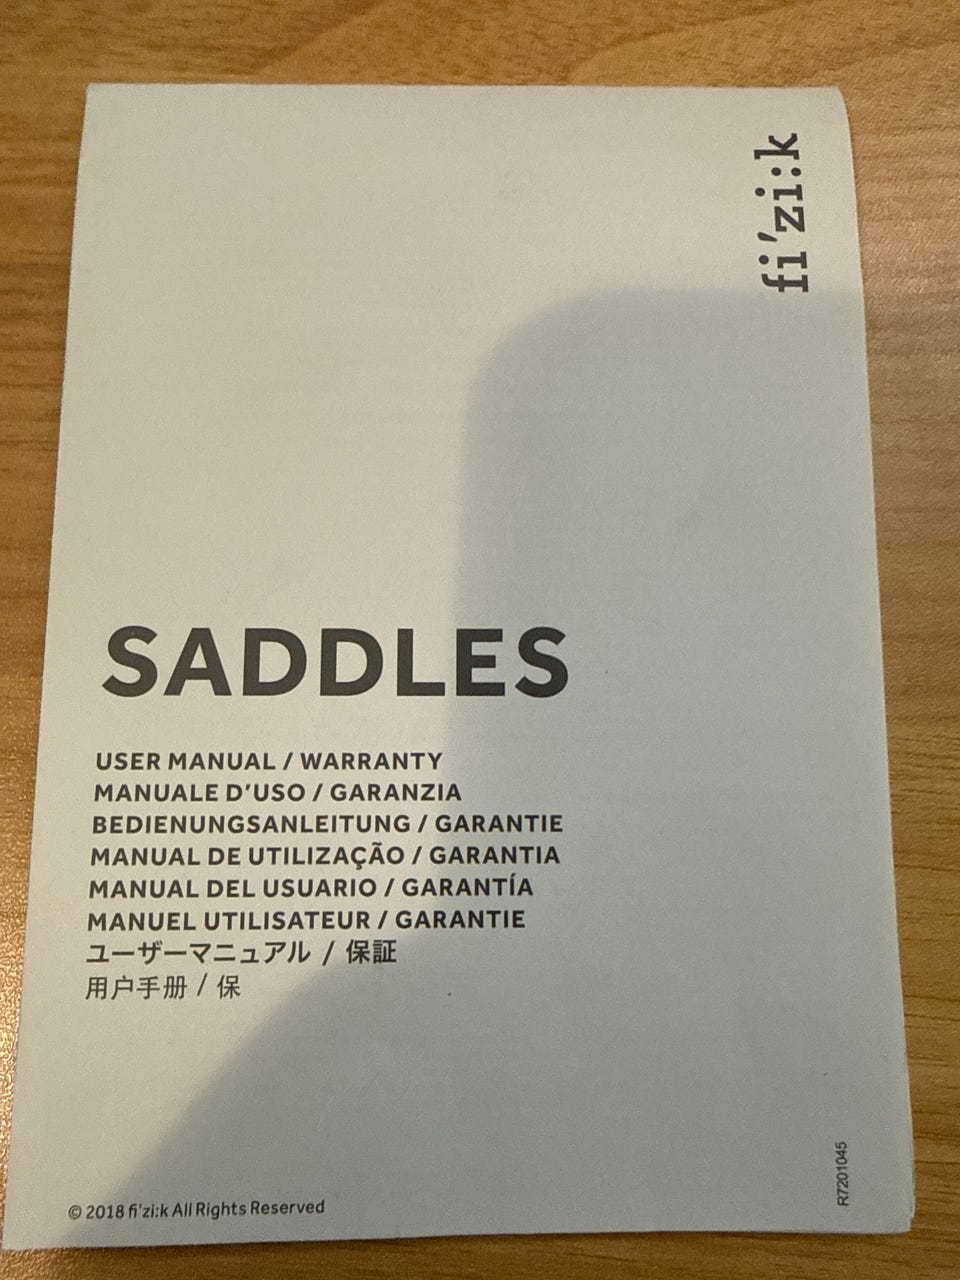 fi'zi:k
SADDLES
USER MANUAL / WARRANTY
MANUALE D'USO / GARANZIA
BEDIENUNGSANLEITUNG / GARANTIE
MANUAL DE UTILIZAÇÃO / GARANTIA
MANUAL DEL USUARIO / GARANTÍA
MANUEL UTILISATEUR / GARANTIE
ユーザーマニュアル / 保証
用户手册 / 保
© 2018 fi'zi:k All Rights Reserved
R7201045